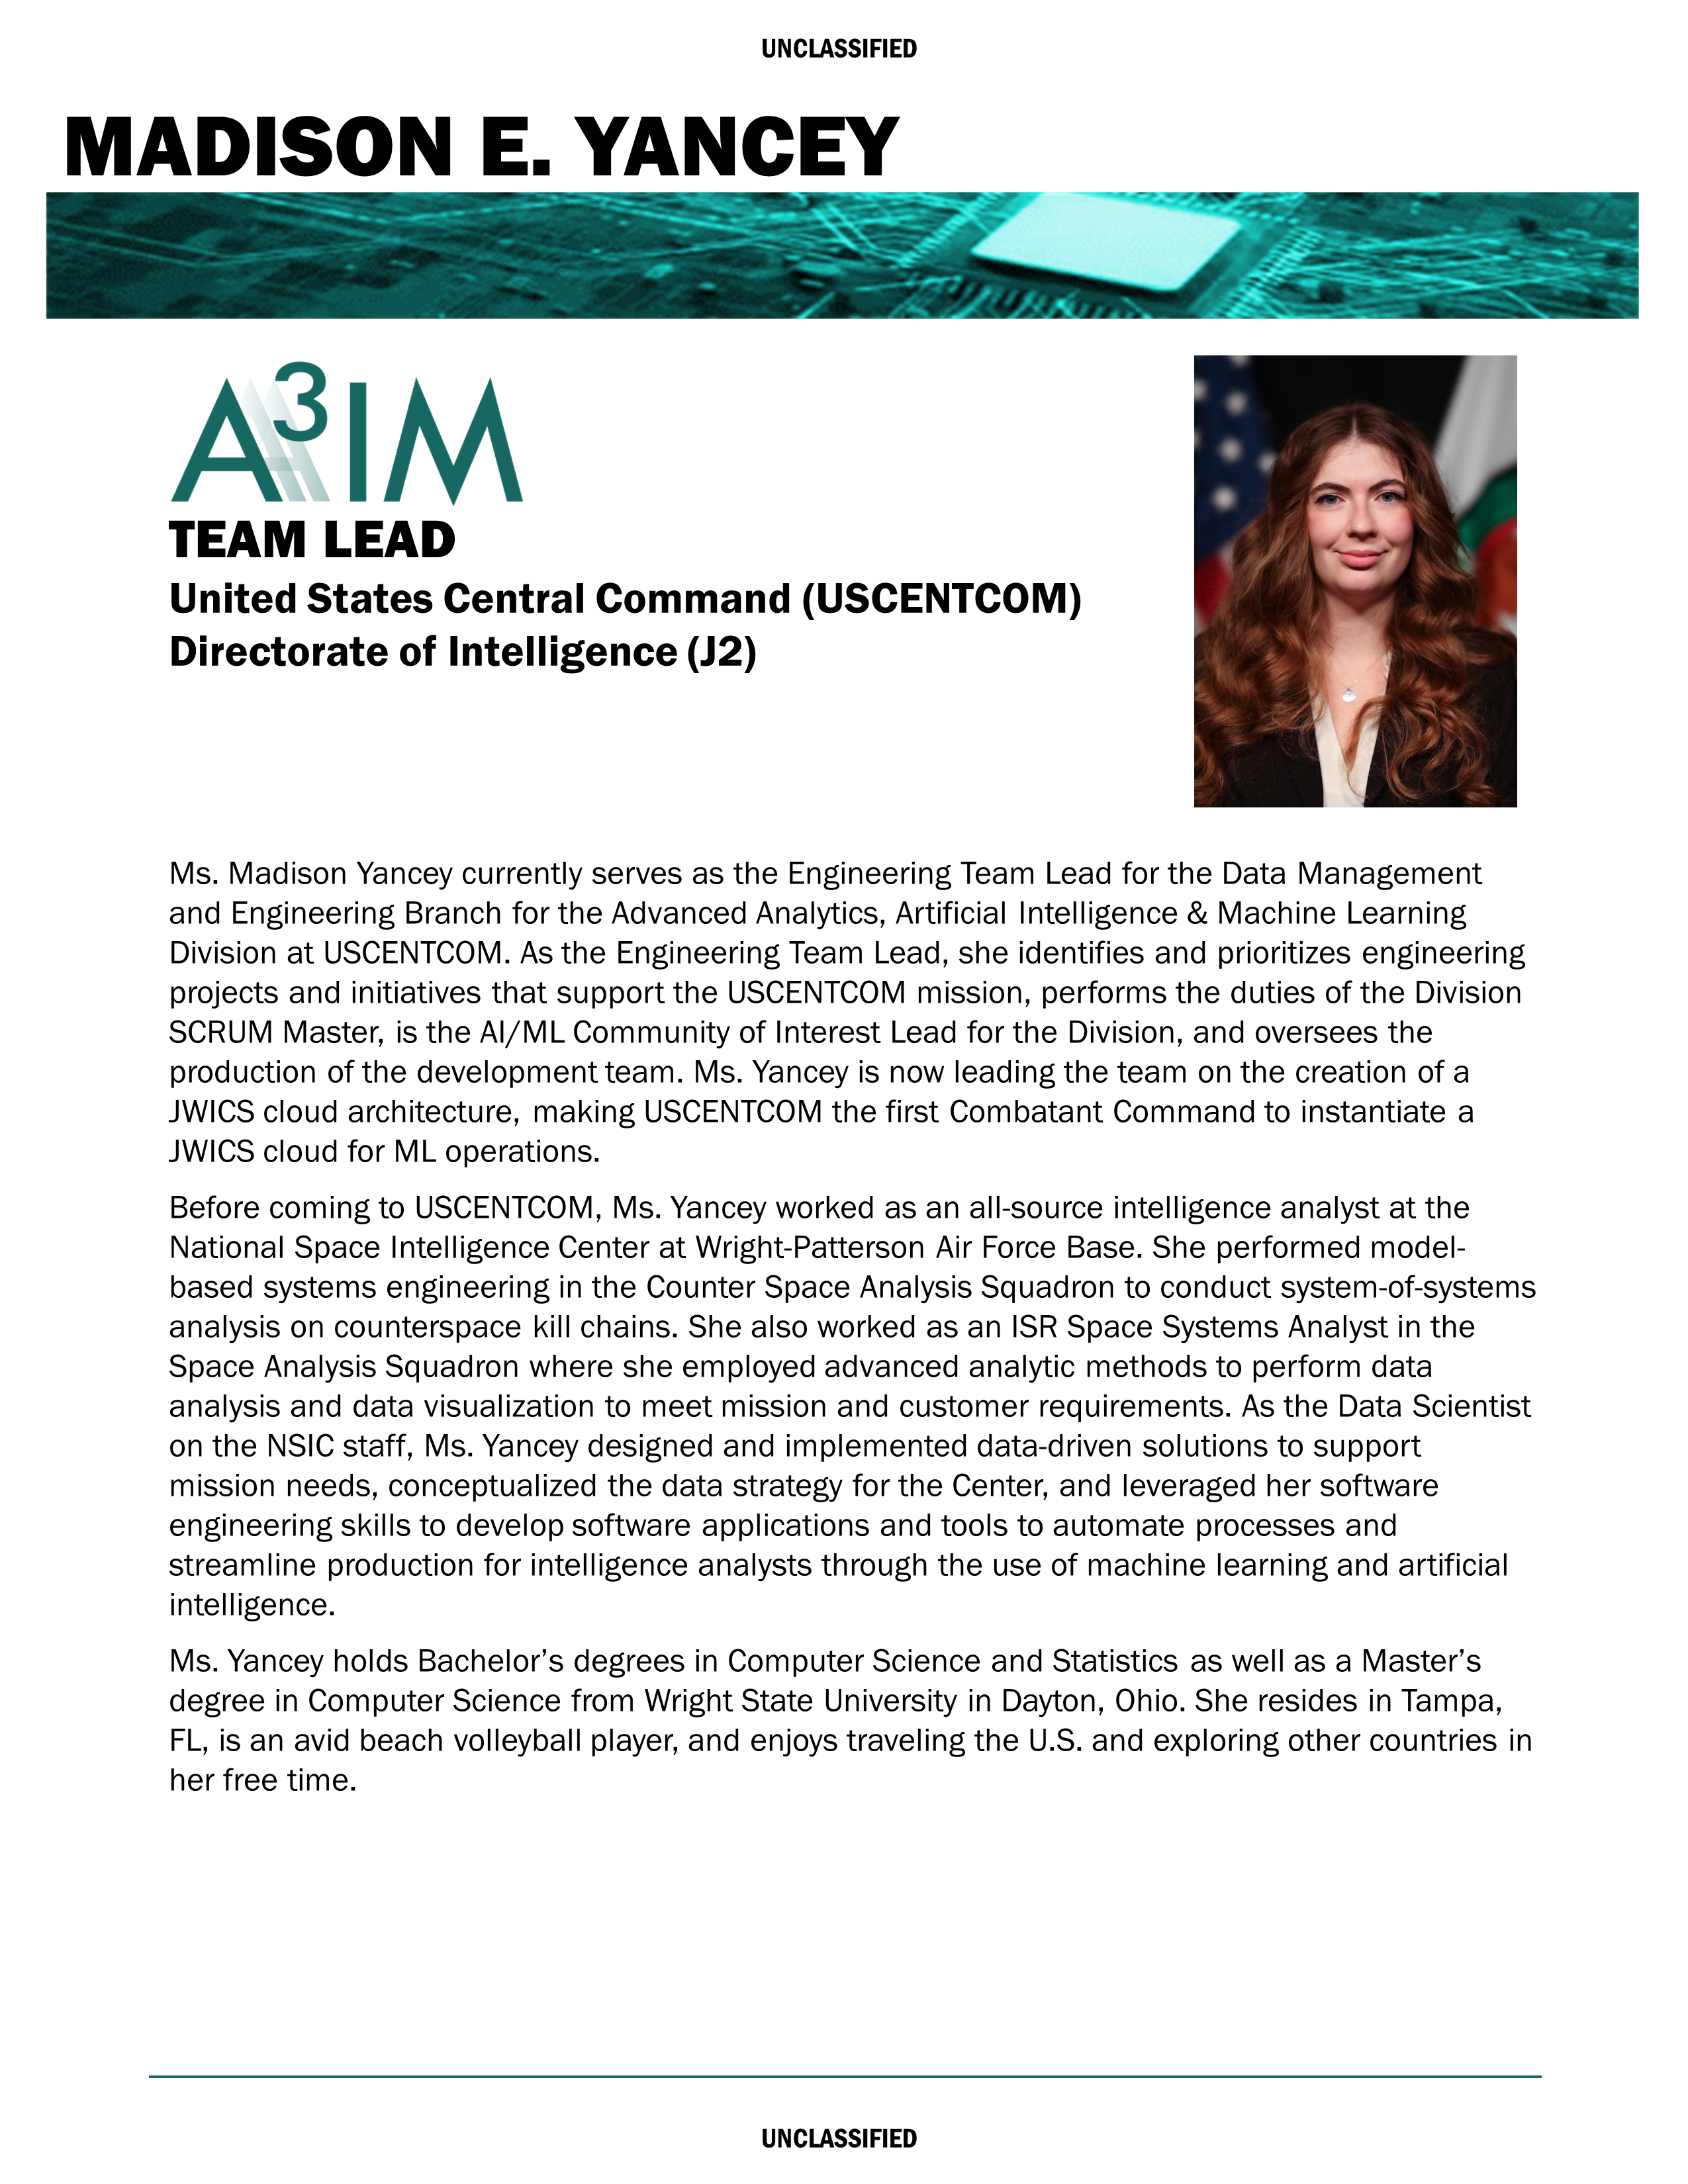 UNCLASSIFIED
MADISON E. YANCEY
A³IM
TEAM LEAD
United States Central Command (USCENTCOM)
Directorate of Intelligence (J2)
Ms. Madison Yancey currently serves as the Engineering Team Lead for the Data Management
and Engineering Branch for the Advanced Analytics, Artificial Intelligence & Machine Learning
Division at USCENTCOM. As the Engineering Team Lead, she identifies and prioritizes engineering
projects and initiatives that support the USCENTCOM mission, performs the duties of the Division
SCRUM Master, is the AI/ML Community of Interest Lead for the Division, and oversees the
production of the development team. Ms. Yancey is now leading the team on the creation of a
JWICS cloud architecture, making USCENTCOM the first Combatant Command to instantiate a
JWICS cloud for ML operations.
Before coming to USCENTCOM, Ms. Yancey worked as an all-source intelligence analyst at the
National Space Intelligence Center at Wright-Patterson Air Force Base. She performed model-
based systems engineering in the Counter Space Analysis Squadron to conduct system-of-systems
analysis on counterspace kill chains. She also worked as an ISR Space Systems Analyst in the
Space Analysis Squadron where she employed advanced analytic methods to perform data
analysis and data visualization to meet mission and customer requirements. As the Data Scientist
on the NSIC staff, Ms. Yancey designed and implemented data-driven solutions to support
mission needs, conceptualized the data strategy for the Center, and leveraged her software
engineering skills to develop software applications and tools to automate processes and
streamline production for intelligence analysts through the use of machine learning and artificial
intelligence.
Ms. Yancey holds Bachelor’s degrees in Computer Science and Statistics as well as a Master’s
degree in Computer Science from Wright State University in Dayton, Ohio. She resides in Tampa,
FL, is an avid beach volleyball player, and enjoys traveling the U.S. and exploring other countries in
her free time.
UNCLASSIFIED